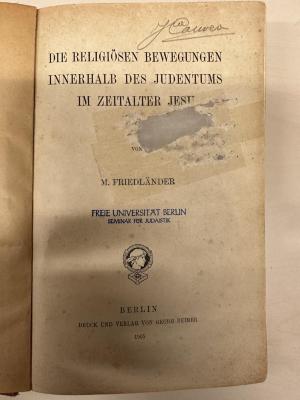 DIE RELIGIÖSEN BEWEGUNGEN
INNERHALB DES JUDENTUMS
IM ZEITALTER JESU
VON
M. FRIEDLÄNDER
FREIE UNIVERSITÄT BERLIN
SEMINAR FÜR JUDAISTIK
BERLIN
DRUCK UND VERLAG VON GEORG REIMER
1905